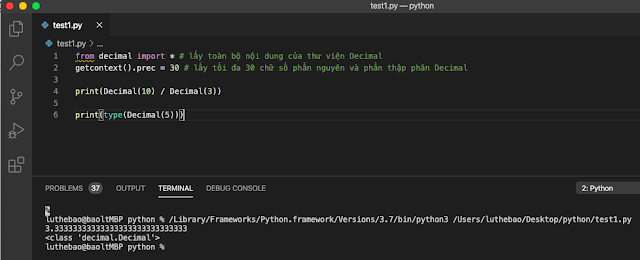 test1.py — python
test1.py ×
test1.py > ...
1 from decimal import * # lấy toàn bộ nội dung của thư viện Decimal
2 getcontext().prec = 30 # lấy tối đa 30 chữ số phần nguyên và phần thập phân Decimal
3
4 print(Decimal(10) / Decimal(3))
5
6 print(type(Decimal(5)))
PROBLEMS 37 OUTPUT TERMINAL DEBUG CONSOLE 2: Python
%
luthebao@baoltMBP python % /Library/Frameworks/Python.framework/Versions/3.7/bin/python3 /Users/luthebao/Desktop/python/test1.py
3.33333333333333333333333333333
<class 'decimal.Decimal'>
luthebao@baoltMBP python %